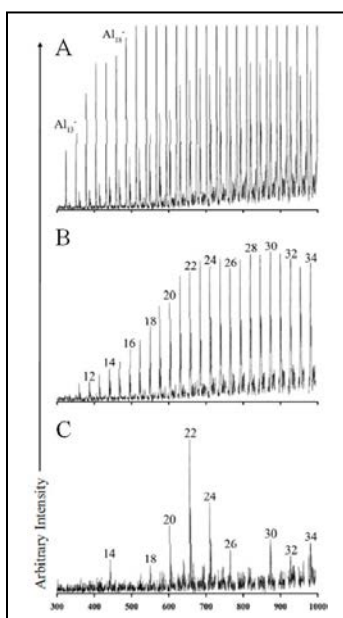 A
Al13-
Al18-
B
12 14 16 18 20 22 24 26 28 30 32 34
C
14 18 20 22 24 26 30 32 34
300 400 500 600 700 800 900 1000
Arbitrary Intensity